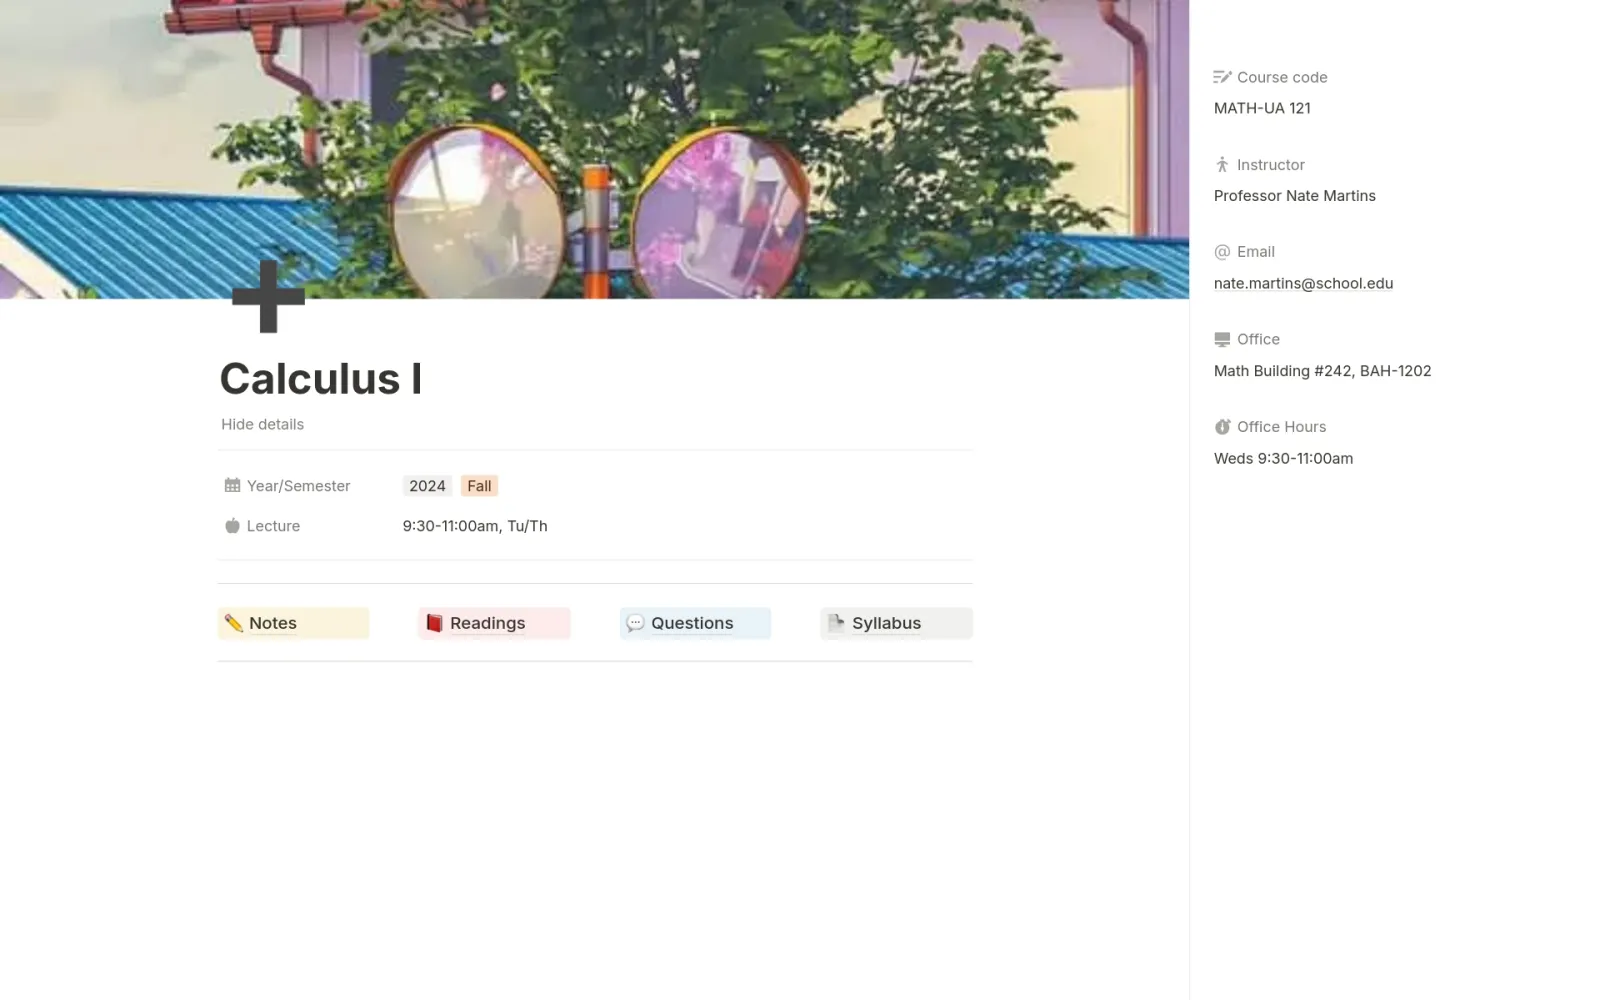 Calculus I
Hide details
Year/Semester 2024 Fall
Lecture 9:30-11:00am, Tu/Th
Notes Readings Questions Syllabus
Course code
MATH-UA 121
Instructor
Professor Nate Martins
Email
nate.martins@school.edu
Office
Math Building #242, BAH-1202
Office Hours
Weds 9:30-11:00am